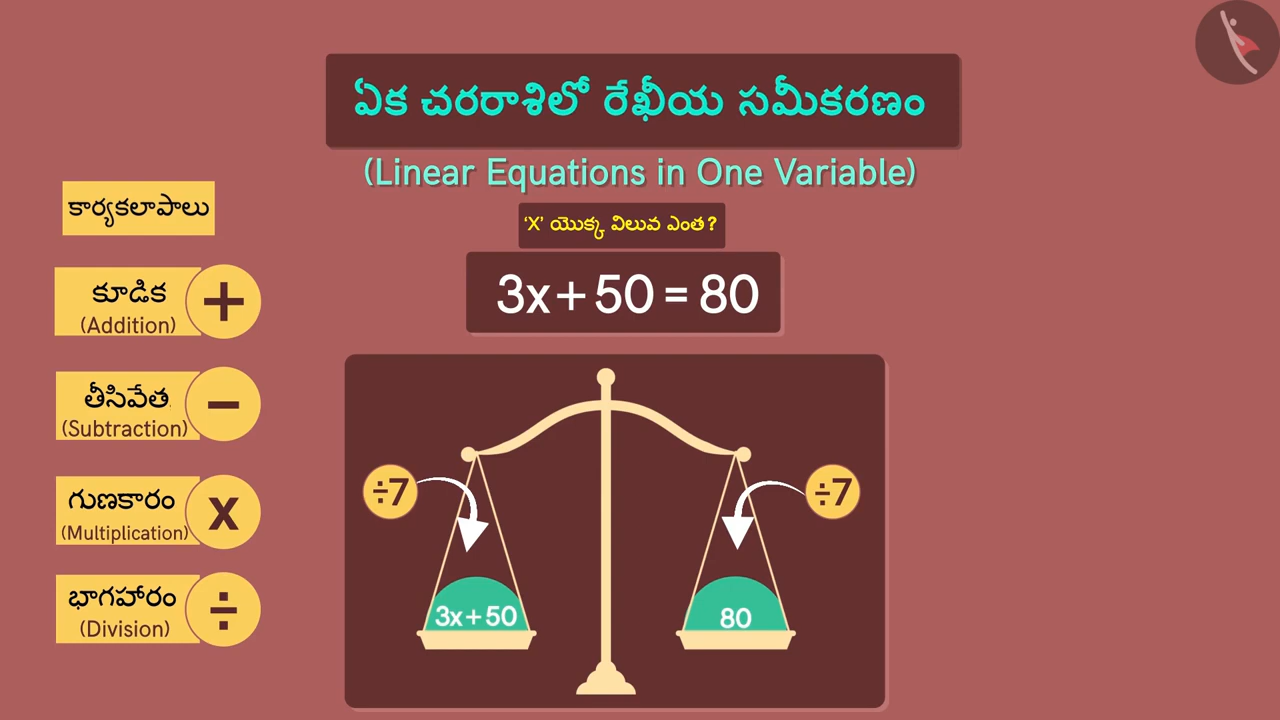 ఏక చరరాశిలో రేఖీయ సమీకరణం
(Linear Equations in One Variable)
'X' యొక్క విలువ ఎంత?
3x+50=80
కార్యకలాపాలు
కూడిక
(Addition)
+
తీసివేత
(Subtraction)
−
గుణకారం
(Multiplication)
x
భాగహారం
(Division)
÷
÷7
÷7
3x+50
80